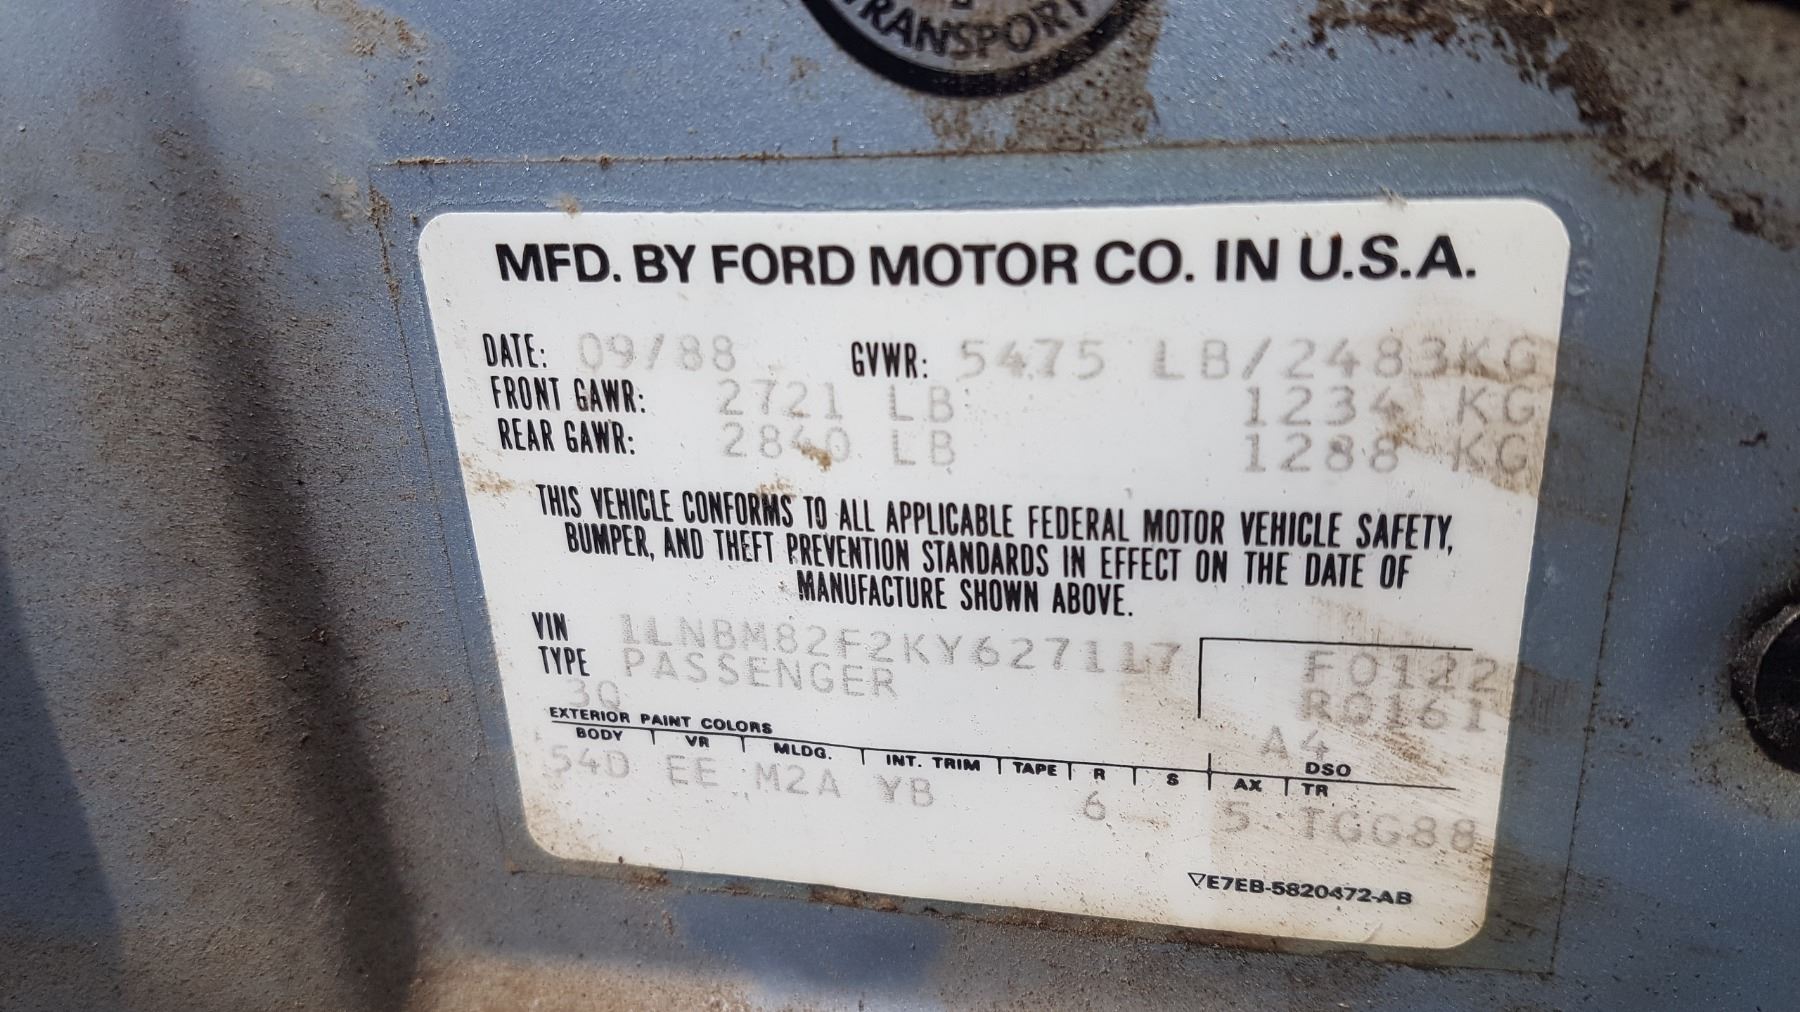 TRANSPORT
MFD. BY FORD MOTOR CO. IN U.S.A.
DATE: 09/88 GVWR: 5475 LB/2483KG
FRONT GAWR: 2721 LB 1234 KG
REAR GAWR: 2840 LB 1288 KG
THIS VEHICLE CONFORMS TO ALL APPLICABLE FEDERAL MOTOR VEHICLE SAFETY,
BUMPER, AND THEFT PREVENTION STANDARDS IN EFFECT ON THE DATE OF
MANUFACTURE SHOWN ABOVE.
VIN 1LNBM82F2KY627117 F0122
TYPE PASSENGER R0161
3Q A4
EXTERIOR PAINT COLORS DSO
BODY VR MLDG. INT. TRIM TAPE R S AX TR
54D EE M2A YB 6 5 TGG88
▽E7EB-5820472-AB